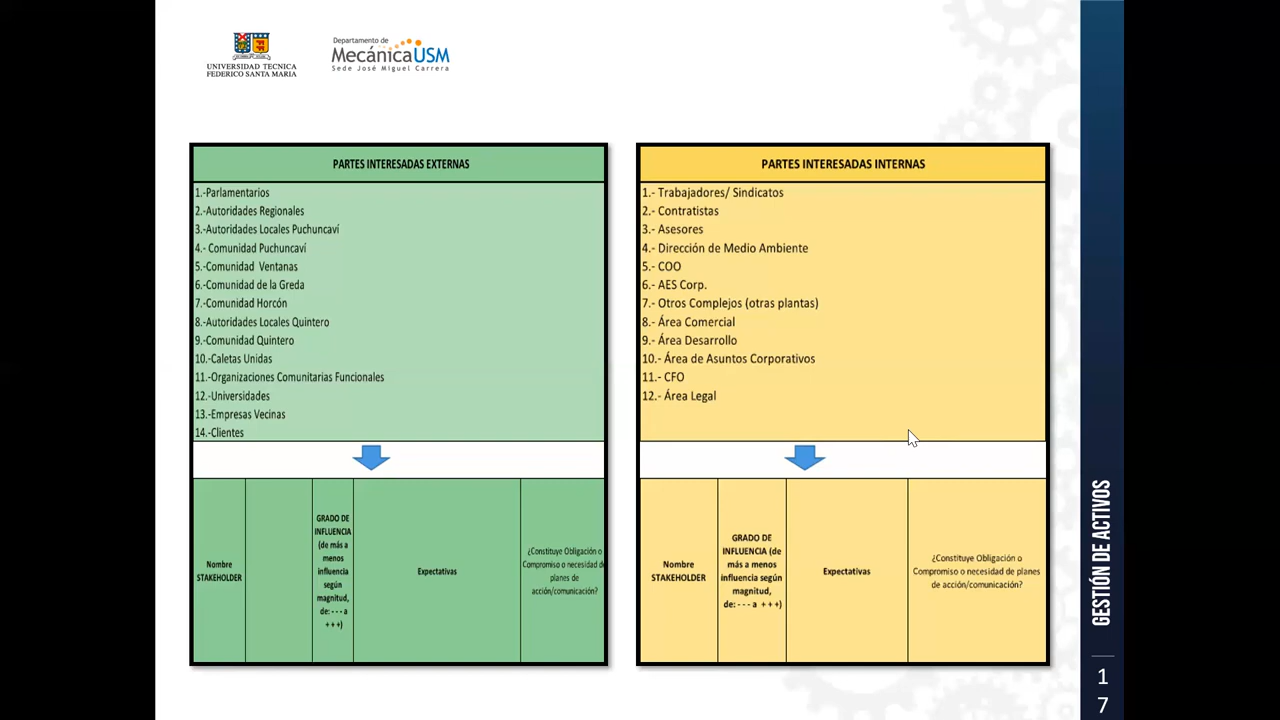 UNIVERSIDAD TECNICA
FEDERICO SANTA MARIA
Departamento de
MecánicaUSM
Sede José Miguel Carrera
PARTES INTERESADAS EXTERNAS
1.-Parlamentarios
2.-Autoridades Regionales
3.-Autoridades Locales Puchuncaví
4.- Comunidad Puchuncaví
5.-Comunidad Ventanas
6.-Comunidad de la Greda
7.-Comunidad Horcón
8.-Autoridades Locales Quintero
9.-Comunidad Quintero
10.-Caletas Unidas
11.-Organizaciones Comunitarias Funcionales
12.-Universidades
13.-Empresas Vecinas
14.-Clientes
Nombre
STAKEHOLDER
GRADO DE
INFLUENCIA
(de más a
menos
influencia
según
magnitud,
de: - - - a
+ + +)
Expectativas
¿Constituye Obligación o
Compromiso o necesidad de
planes de
acción/comunicación?
PARTES INTERESADAS INTERNAS
1.- Trabajadores/ Sindicatos
2.- Contratistas
3.- Asesores
4.- Dirección de Medio Ambiente
5.- COO
6.- AES Corp.
7.- Otros Complejos (otras plantas)
8.- Área Comercial
9.- Área Desarrollo
10.- Área de Asuntos Corporativos
11.- CFO
12.- Área Legal
Nombre
STAKEHOLDER
GRADO DE
INFLUENCIA (de
más a menos
influencia según
magnitud,
de: - - - a + + +)
Expectativas
¿Constituye Obligación o
Compromiso o necesidad de planes
de acción/comunicación?
GESTIÓN DE ACTIVOS
1
7